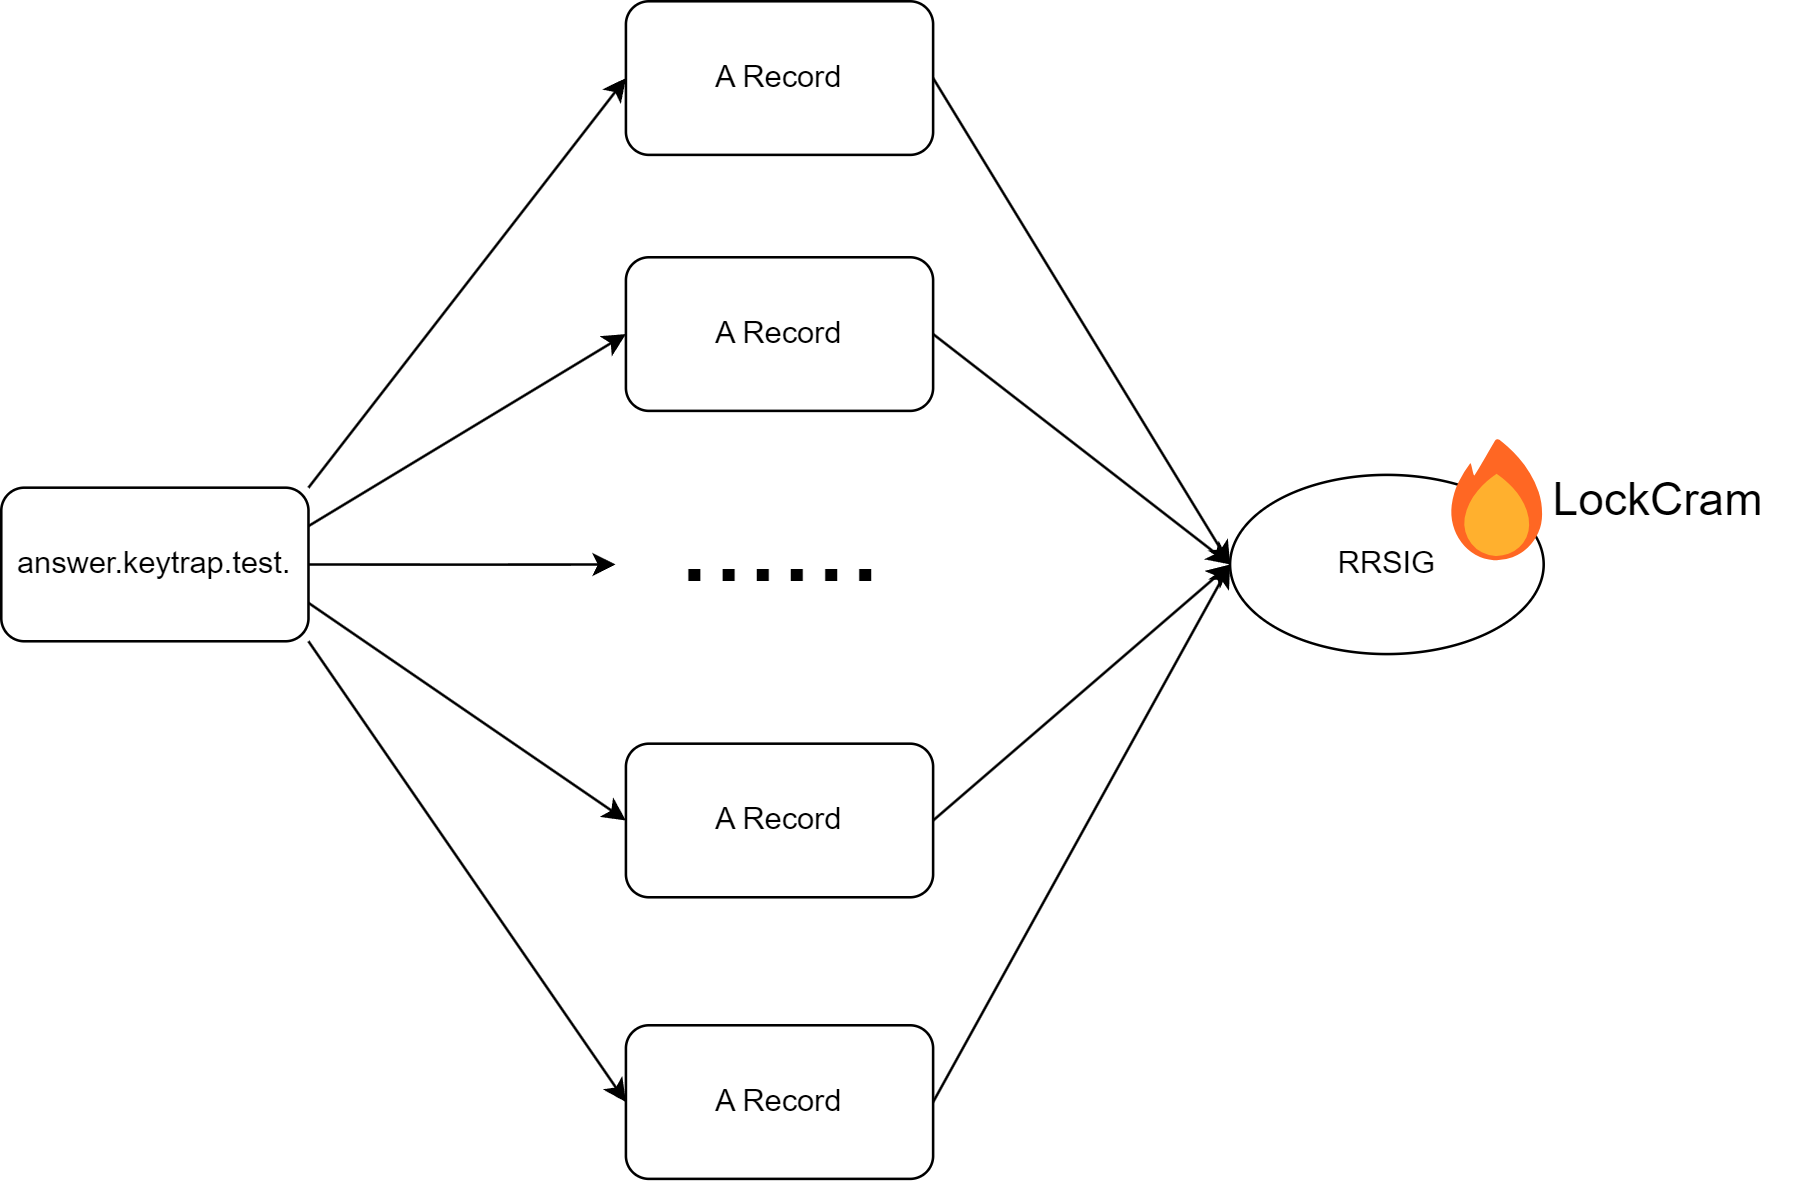 A Record
A Record
answer.keytrap.test.
......
RRSIG
LockCram
A Record
A Record